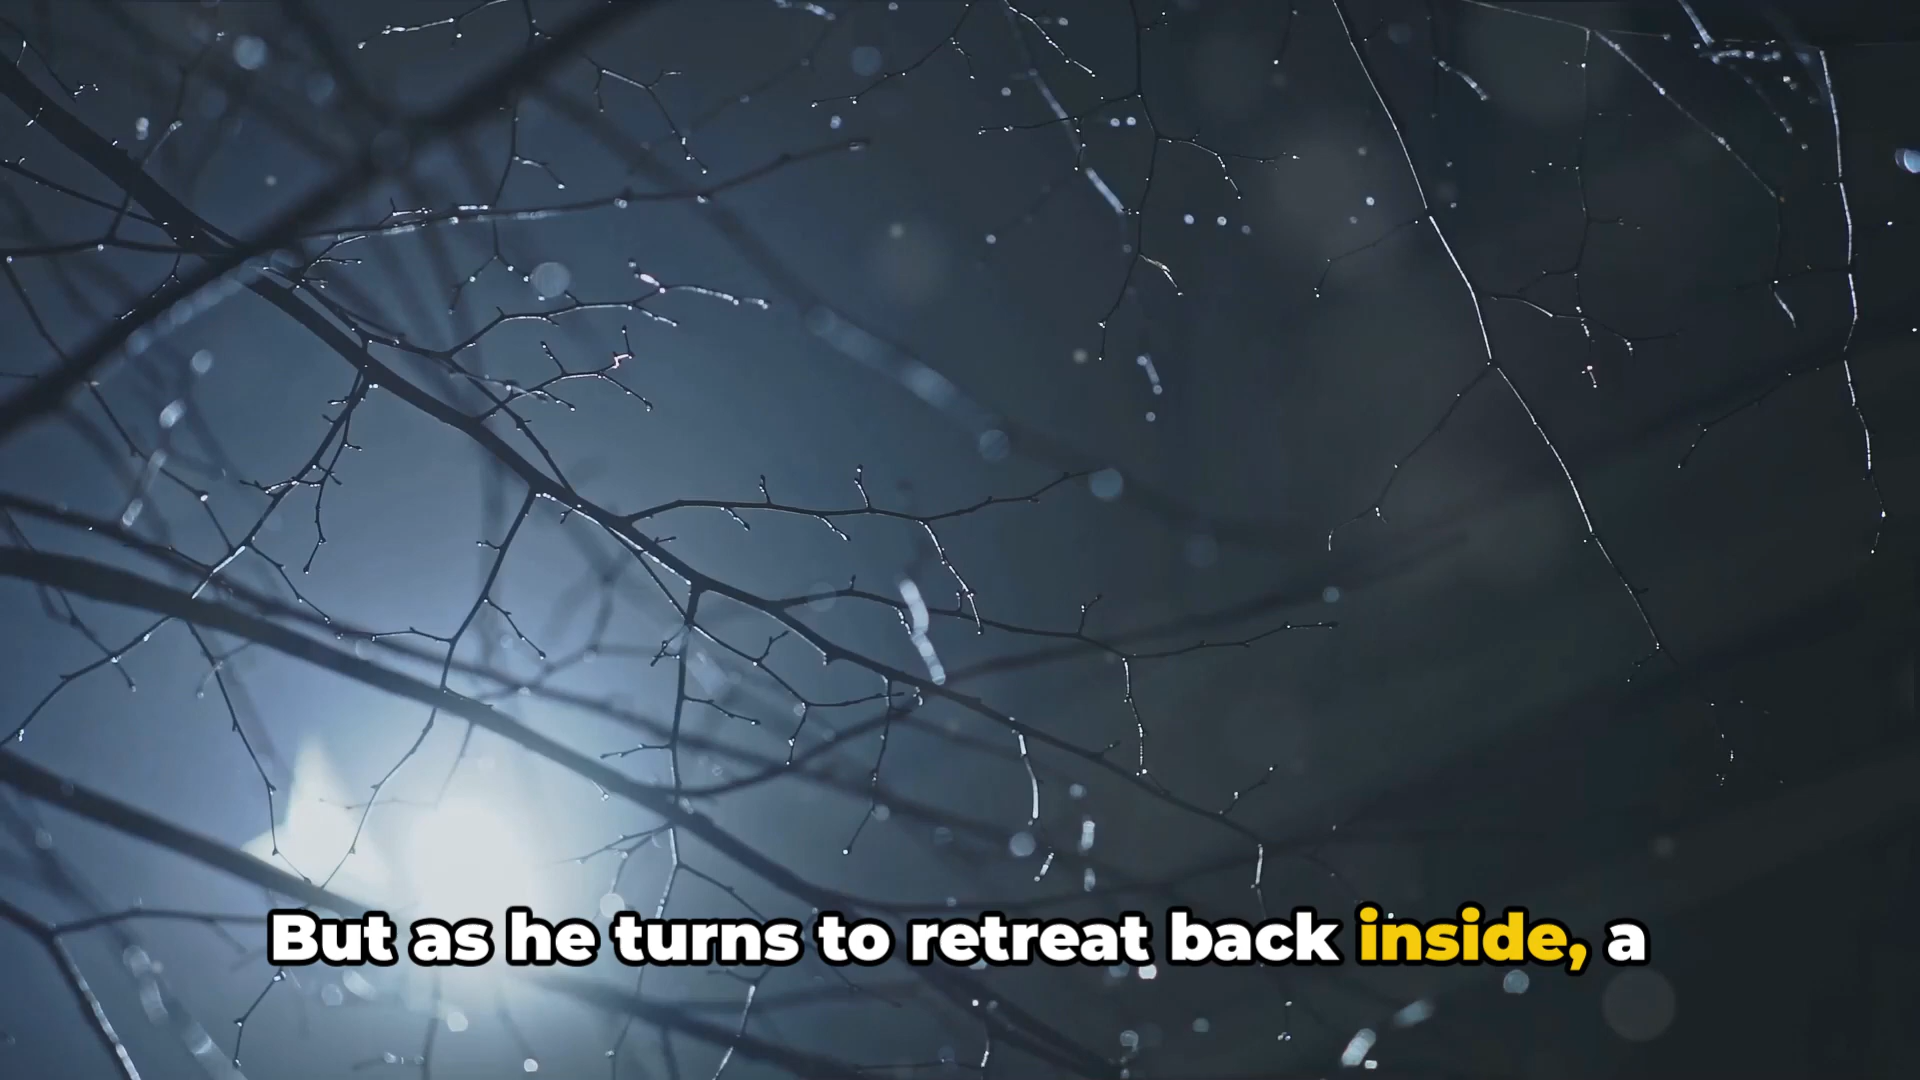 But as he turns to retreat back inside, a